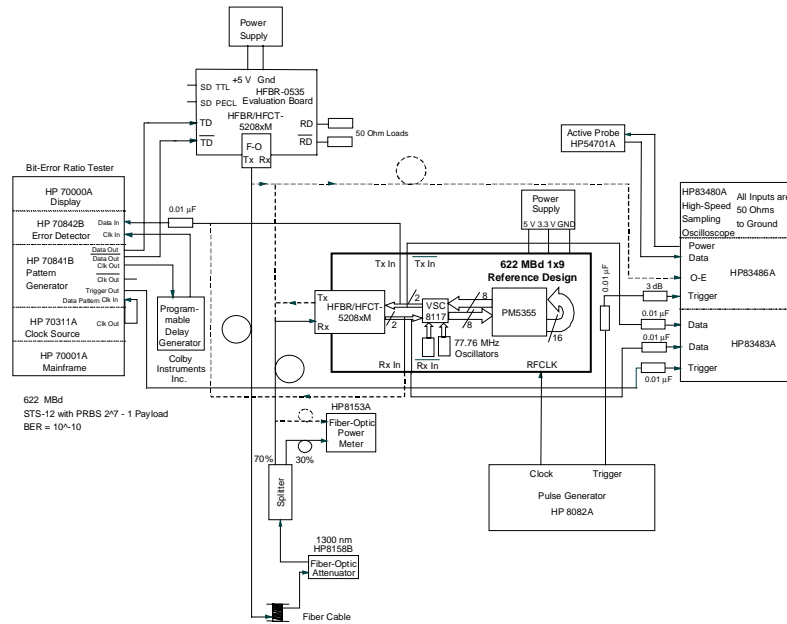 Power
Supply
+5 V Gnd
SD TTL
HFBR-0535
Evaluation Board
SD PECL
HFBR/HFCT-
5208xM
TD
TD
RD
RD
50 Ohm Loads
F-O
Tx Rx
Active Probe
HP54701A
Bit-Error Ratio Tester
HP 70000A
Display
HP 70842B
Error Detector
Data In
Clk In
HP 70841B
Pattern
Generator
Data Out
Data Out
Clk Out
Clk Out
Trigger Out
Data Pattern Clk In
HP 70311A
Clock Source
Clk Out
HP 70001A
Mainframe
0.01 µF
Program-
mable
Delay
Generator
Colby
Instruments
Inc.
622 MBd
STS-12 with PRBS 2^7 - 1 Payload
BER = 10^-10
Power
Supply
5 V 3.3 V GND
Tx In
Tx In
622 MBd 1x9
Reference Design
Tx
Rx
HFBR/HFCT-
5208xM
2
2
VSC
8117
8
8
PM5355
16
77.76 MHz
Oscillators
Rx In
Rx In
RFCLK
HP83480A
High-Speed
Sampling
Oscilloscope
All Inputs are
50 Ohms
to Ground
Power
Data
O-E
Trigger
HP83486A
0.01 µF
3 dB
0.01 µF
0.01 µF
0.01 µF
Data
Data
Trigger
HP83483A
HP8153A
Fiber-Optic
Power
Meter
70%
30%
Splitter
1300 nm
HP8158B
Fiber-Optic
Attenuator
Fiber Cable
Clock
Trigger
Pulse Generator
HP 8082A